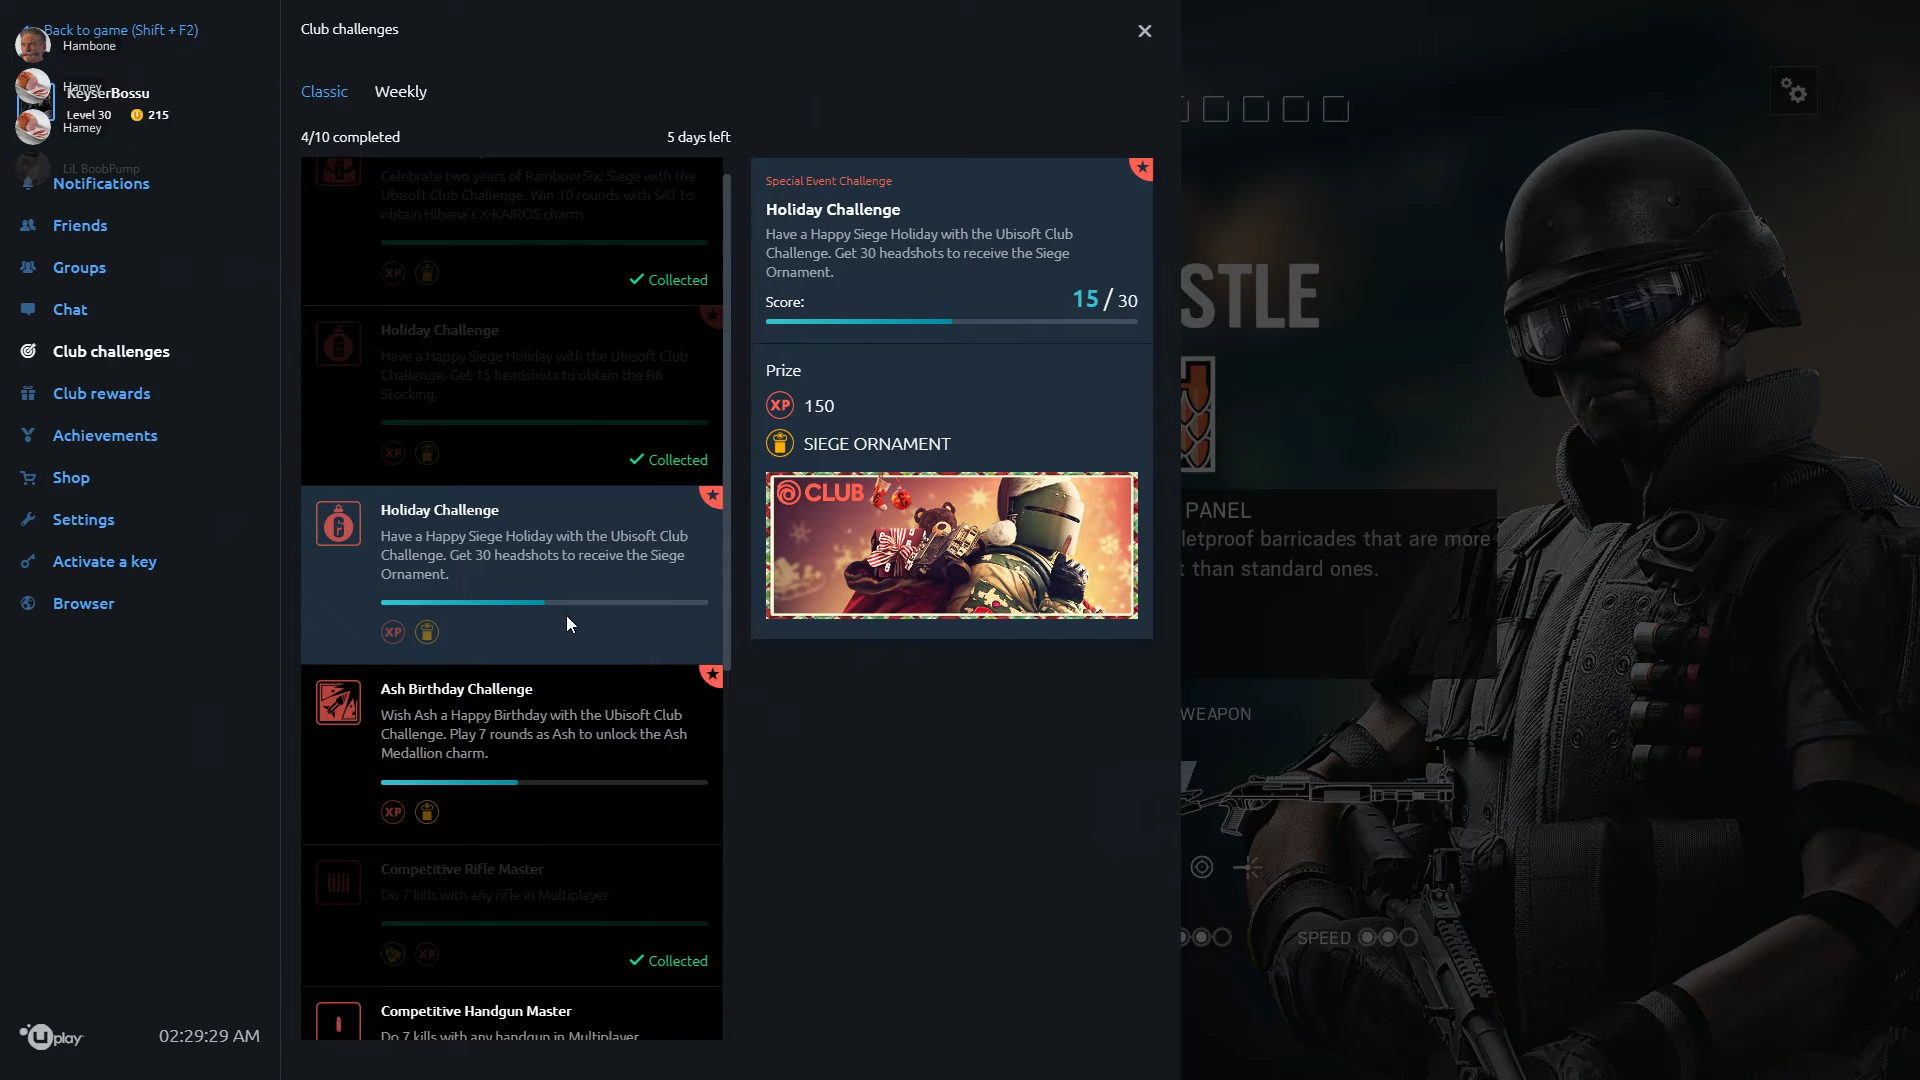 Back to game (Shift + F2)
Hambone
Hamey
KeyserBossu
Level 30
215
Hamey
LiL BoobPump
Notifications
Friends
Groups
Chat
Club challenges
Club rewards
Achievements
Shop
Settings
Activate a key
Browser
uplay
02:29:29 AM
Club challenges
Classic
Weekly
4/10 completed
5 days left
Celebrate two years of Rainbow Six: Siege with the
Ubisoft Club Challenge. Win 10 rounds with SAT to
obtain Hibana's X-KAIROS charm.
XP
Collected
Holiday Challenge
Have a Happy Siege Holiday with the Ubisoft Club
Challenge. Get 15 headshots to obtain the R6
Stocking.
XP
Collected
6
Holiday Challenge
Have a Happy Siege Holiday with the Ubisoft Club
Challenge. Get 30 headshots to receive the Siege
Ornament.
XP
Ash Birthday Challenge
Wish Ash a Happy Birthday with the Ubisoft Club
Challenge. Play 7 rounds as Ash to unlock the Ash
Medallion charm.
XP
Competitive Rifle Master
Do 7 kills with any rifle in Multiplayer
XP
Collected
Competitive Handgun Master
Do 7 kills with any handgun in Multiplayer
Special Event Challenge
Holiday Challenge
Have a Happy Siege Holiday with the Ubisoft Club
Challenge. Get 30 headshots to receive the Siege
Ornament.
Score:
15 / 30
Prize
XP 150
SIEGE ORNAMENT
CLUB
STLE
PANEL
letproof barricades that are more
t than standard ones.
WEAPON
SPEED